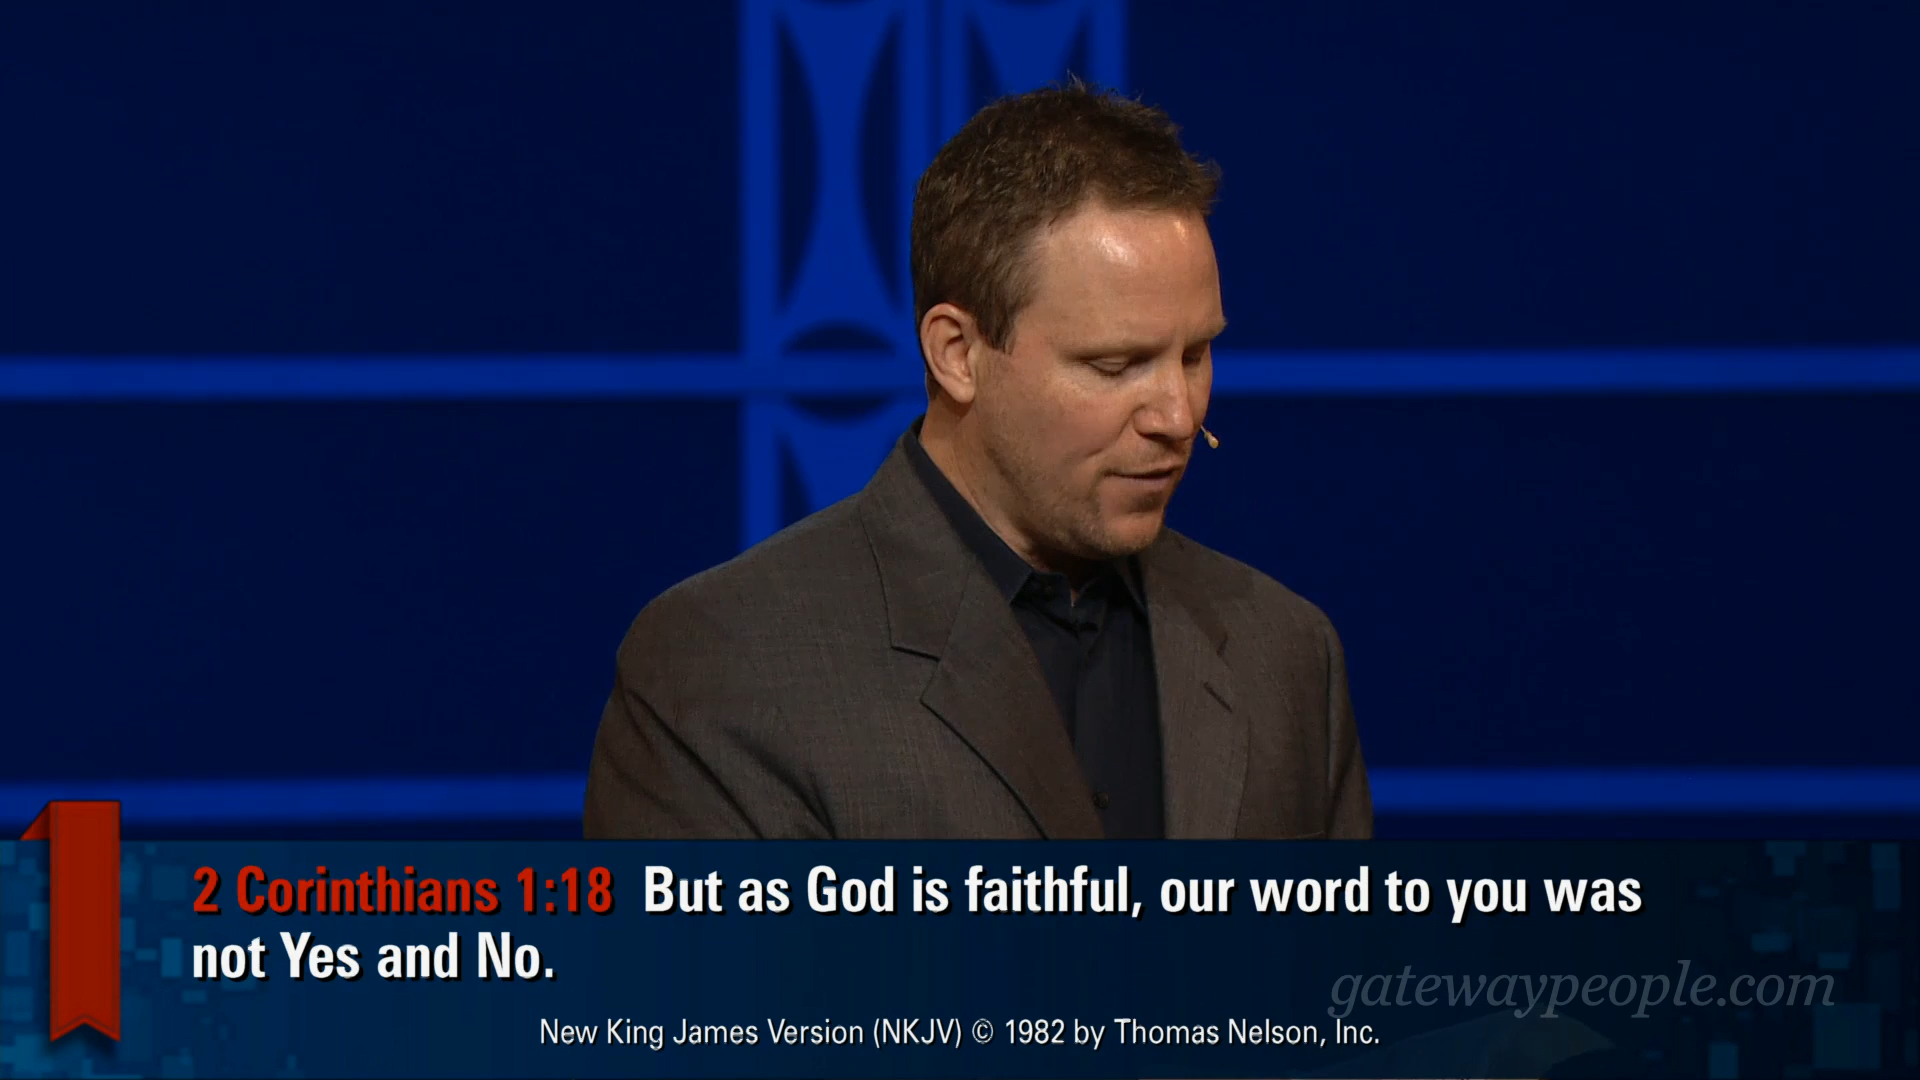 2 Corinthians 1:18 But as God is faithful, our word to you was
not Yes and No.
gatewaypeople.com
New King James Version (NKJV) © 1982 by Thomas Nelson, Inc.